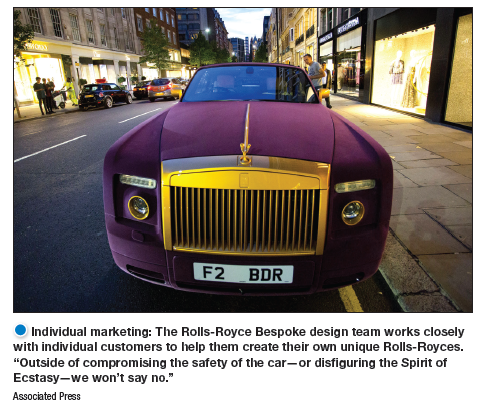 F2 BDR
Individual marketing: The Rolls-Royce Bespoke design team works closely
with individual customers to help them create their own unique Rolls-Royces.
“Outside of compromising the safety of the car—or disfiguring the Spirit of
Ecstasy—we won’t say no.”
Associated Press